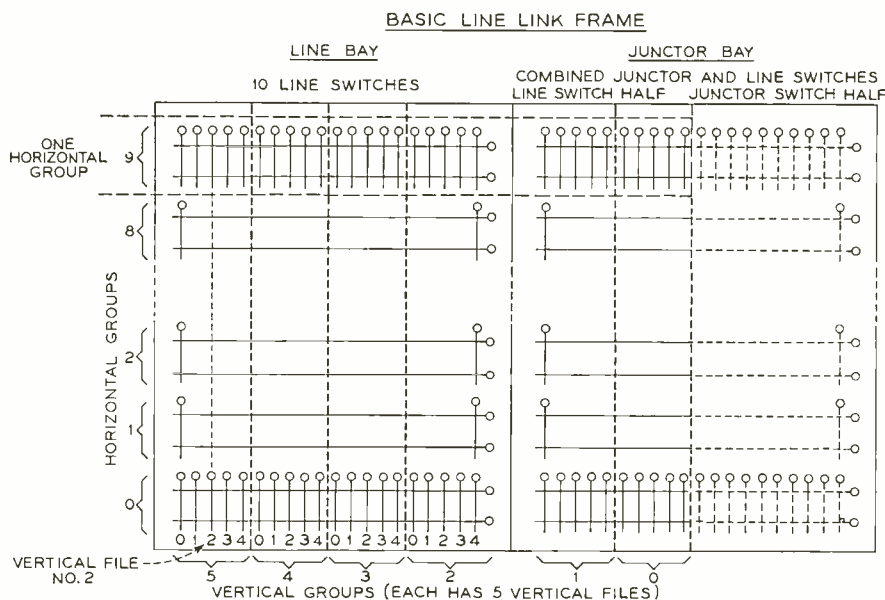 BASIC LINE LINK FRAME
LINE BAY
JUNCTOR BAY
10 LINE SWITCHES
COMBINED JUNCTOR AND LINE SWITCHES
LINE SWITCH HALF
JUNCTOR SWITCH HALF
ONE
HORIZONTAL
GROUP
9
8
HORIZONTAL GROUPS
2
1
0
0 1 2 3 4 0 1 2 3 4 0 1 2 3 4 0 1 2 3 4
VERTICAL FILE
NO. 2
5 4 3 2 1 0
VERTICAL GROUPS (EACH HAS 5 VERTICAL FILES)